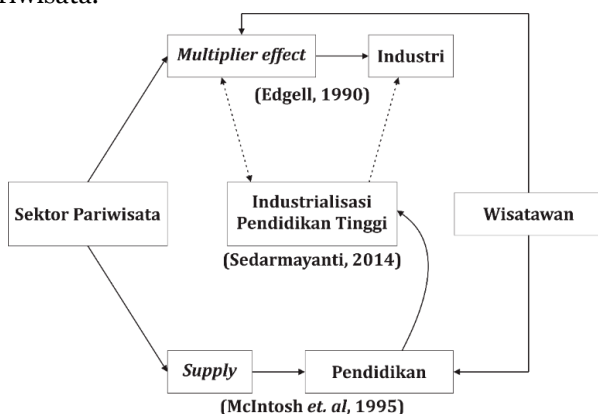 Multiplier effect
Industri
(Edgell, 1990)
Sektor Pariwisata
Industrialisasi
Pendidikan Tinggi
Wisatawan
(Sedarmayanti, 2014)
Supply
Pendidikan
(McIntosh et. al, 1995)